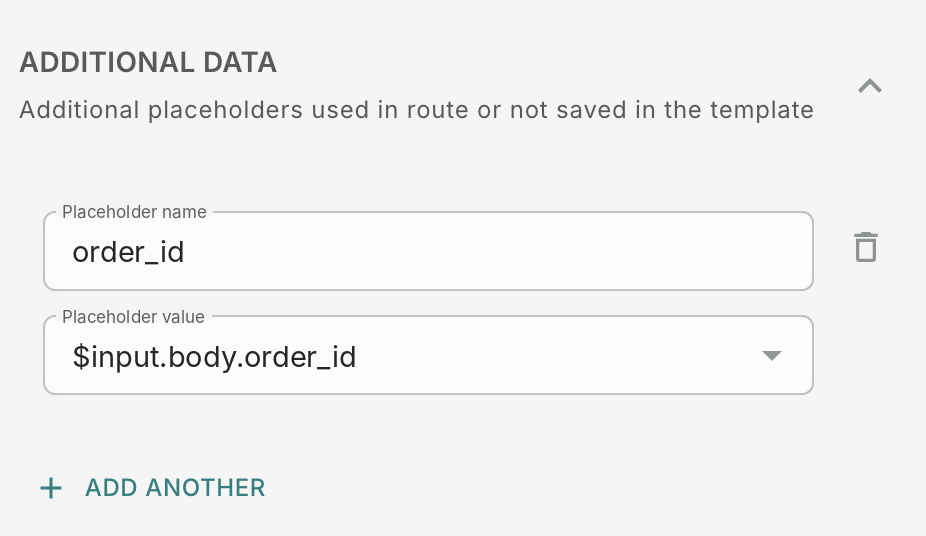 ADDITIONAL DATA
Additional placeholders used in route or not saved in the template
Placeholder name
order_id
Placeholder value
$input.body.order_id
ADD ANOTHER